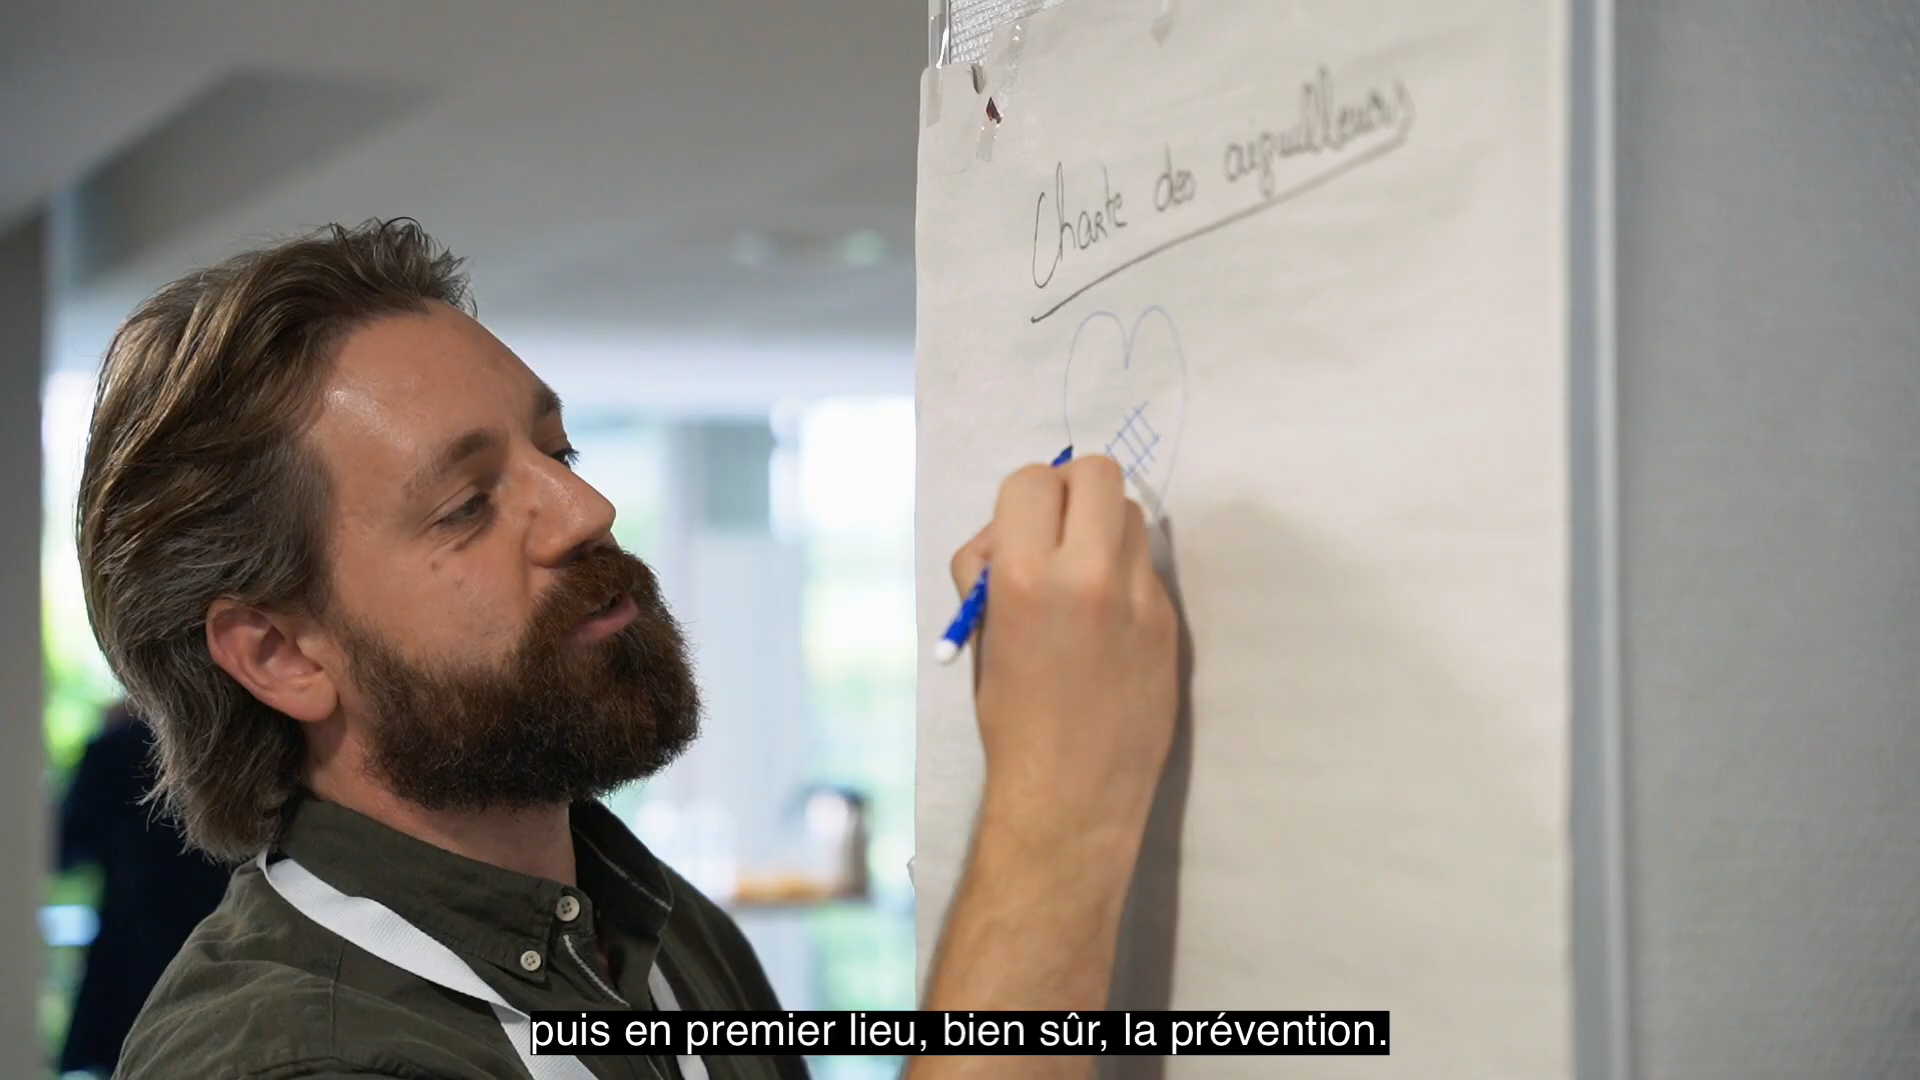 Charte des aiguilleurs
puis en premier lieu, bien sûr, la prévention.